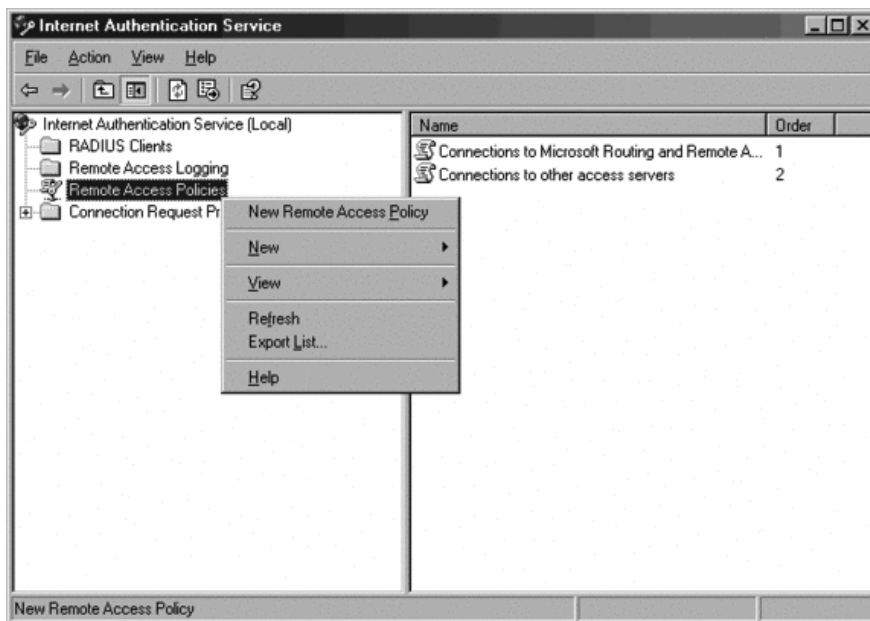 Internet Authentication Service
File Action View Help
Internet Authentication Service (Local)
RADIUS Clients
Remote Access Logging
Remote Access Policies
Connection Request Pr
New Remote Access Policy
New
View
Refresh
Export List...
Help
Name Order
Connections to Microsoft Routing and Remote A... 1
Connections to other access servers 2
New Remote Access Policy